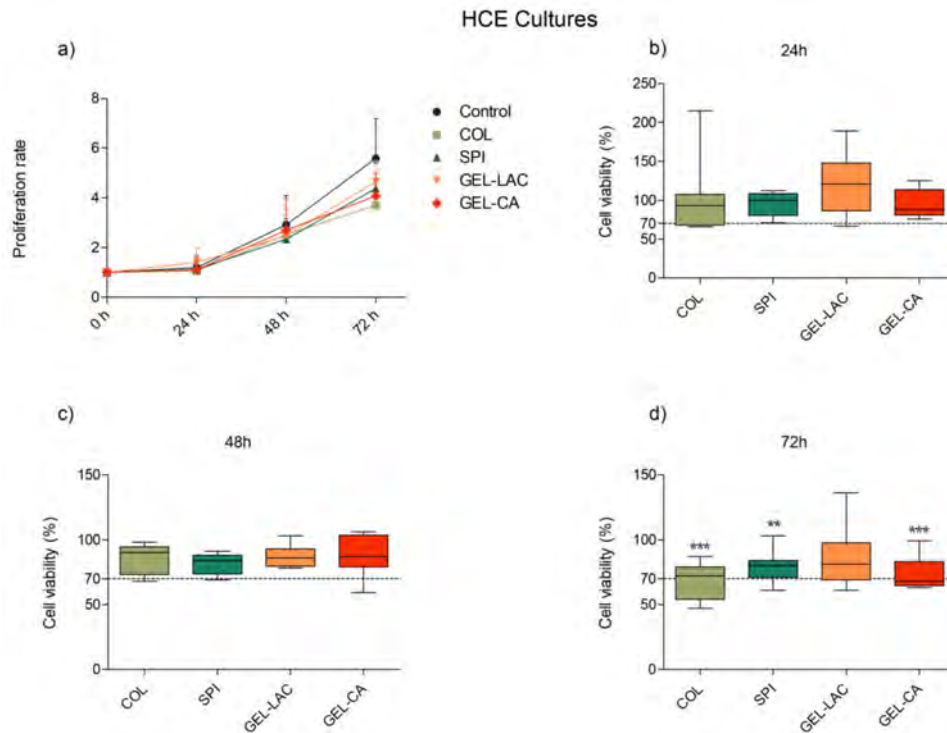 HCE Cultures
a)
Proliferation rate
8
6
4
2
0
0 h
24 h
48 h
72 h
Control
COL
SPI
GEL-LAC
GEL-CA
b)
24h
Cell viability (%)
250
200
150
100
70
50
0
COL
SPI
GEL-LAC
GEL-CA
c)
48h
Cell viability (%)
150
100
70
50
0
COL
SPI
GEL-LAC
GEL-CA
d)
72h
Cell viability (%)
150
100
70
50
0
***
**
***
COL
SPI
GEL-LAC
GEL-CA